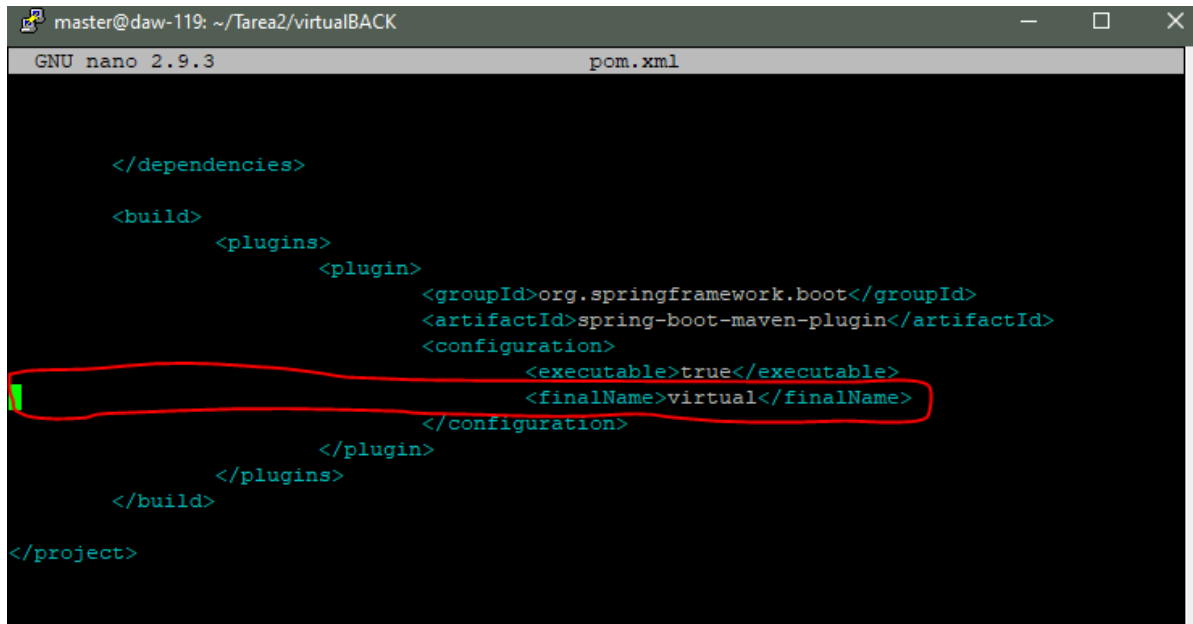 master@daw-119: ~/Tarea2/virtualBACK
GNU nano 2.9.3 pom.xml
</dependencies>
<build>
<plugins>
<plugin>
<groupId>org.springframework.boot</groupId>
<artifactId>spring-boot-maven-plugin</artifactId>
<configuration>
<executable>true</executable>
<finalName>virtual</finalName>
</configuration>
</plugin>
</plugins>
</build>
</project>